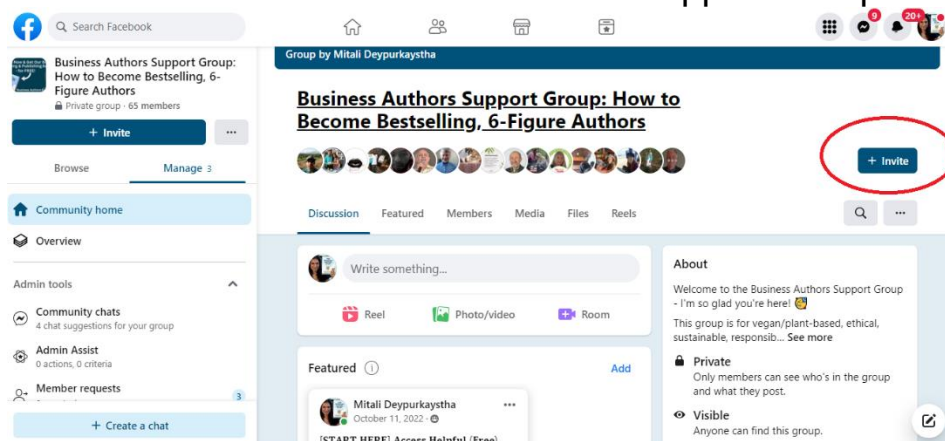 Search Facebook
9
20+
Business Authors Support Group:
How to Become Bestselling, 6-
Figure Authors
Private group · 65 members
+ Invite
Browse
Manage 3
Community home
Overview
Admin tools
Community chats
4 chat suggestions for your group
Admin Assist
0 actions, 0 criteria
Member requests
3
+ Create a chat
Group by Mitali Deypurkaystha
Business Authors Support Group: How to
Become Bestselling, 6-Figure Authors
+ Invite
Discussion Featured Members Media Files Reels
Write something...
Reel Photo/video Room
Featured
Add
Mitali Deypurkaystha
October 11, 2022 ·
[START HERE] Access Helpful (Free)
About
Welcome to the Business Authors Support Group
- I'm so glad you're here!
This group is for vegan/plant-based, ethical,
sustainable, responsib... See more
Private
Only members can see who's in the group
and what they post.
Visible
Anyone can find this group.